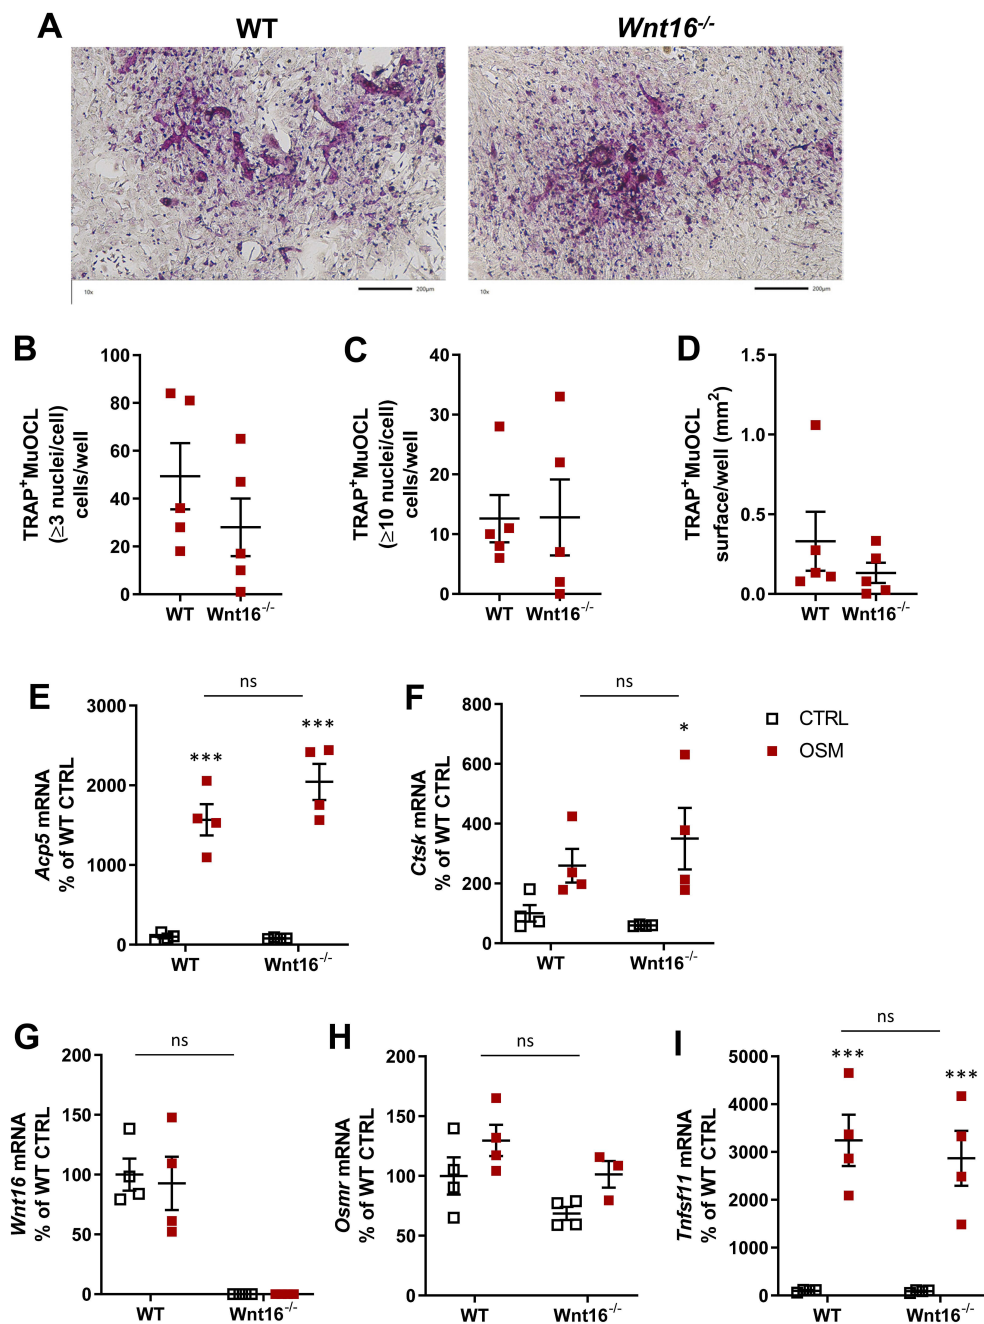 A
WT
Wnt16-/-
10x
200µm
10x
200µm
B
TRAP+MuOCL
(≥3 nuclei/cell)
cells/well
100
80
60
40
20
0
WT
Wnt16-/-
C
TRAP+MuOCL
(≥10 nuclei/cell)
cells/well
40
30
20
10
0
WT
Wnt16-/-
D
TRAP+MuOCL
surface/well (mm2)
1.5
1.0
0.5
0.0
WT
Wnt16-/-
E
Acp5 mRNA
% of WT CTRL
3000
2000
1000
0
ns
***
***
WT
Wnt16-/-
F
Ctsk mRNA
% of WT CTRL
800
600
400
200
0
ns
*
WT
Wnt16-/-
CTRL
OSM
G
Wnt16 mRNA
% of WT CTRL
200
150
100
50
0
ns
WT
Wnt16-/-
H
Osmr mRNA
% of WT CTRL
200
150
100
50
0
ns
WT
Wnt16-/-
I
Tnfsf11 mRNA
% of WT CTRL
5000
4000
3000
2000
1000
0
ns
***
***
WT
Wnt16-/-